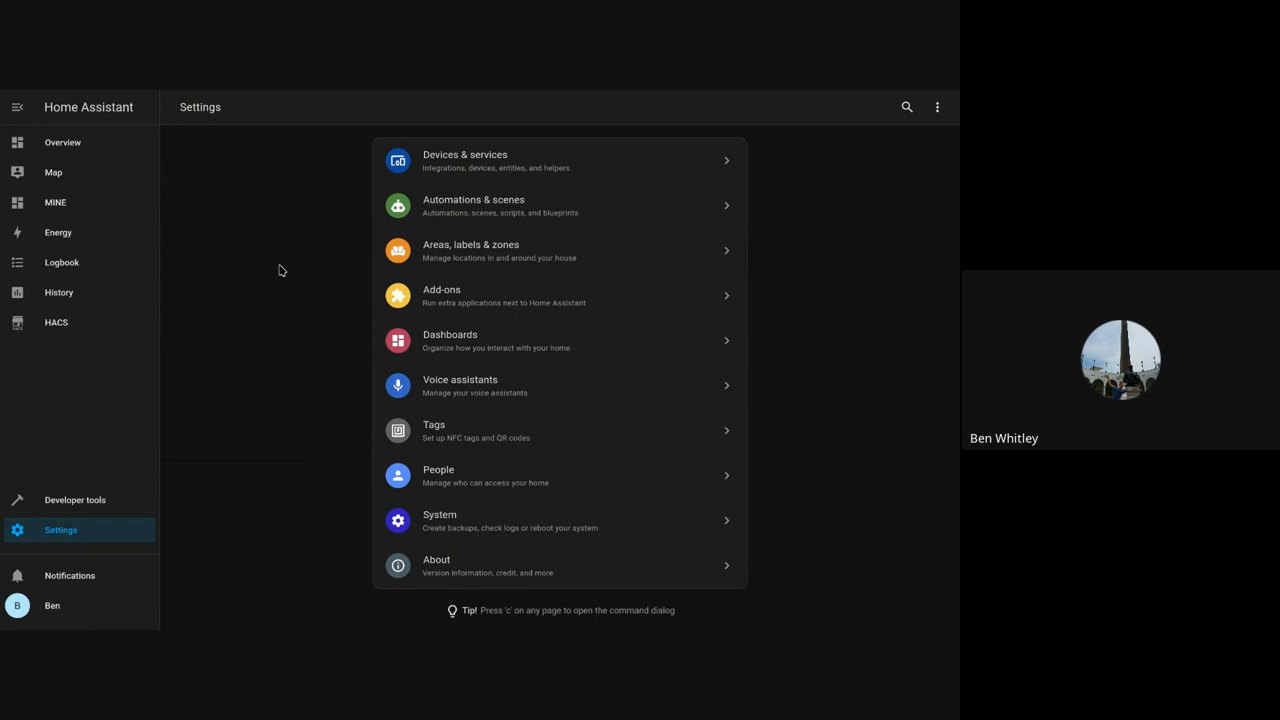 Home Assistant
Overview
Map
MINE
Energy
Logbook
History
HACS
HACS
Developer tools
Settings
Notifications
B
Ben
Settings
Devices & services
Integrations, devices, entities, and helpers
Automations & scenes
Automations, scenes, scripts, and blueprints
Areas, labels & zones
Manage locations in and around your house
Add-ons
Run extra applications next to Home Assistant
Dashboards
Organize how you interact with your home
Voice assistants
Manage your voice assistants
Tags
Set up NFC tags and QR codes
People
Manage who can access your home
System
Create backups, check logs or reboot your system
About
Version information, credit, and more
Tip! Press 'c' on any page to open the command dialog
Ben Whitley